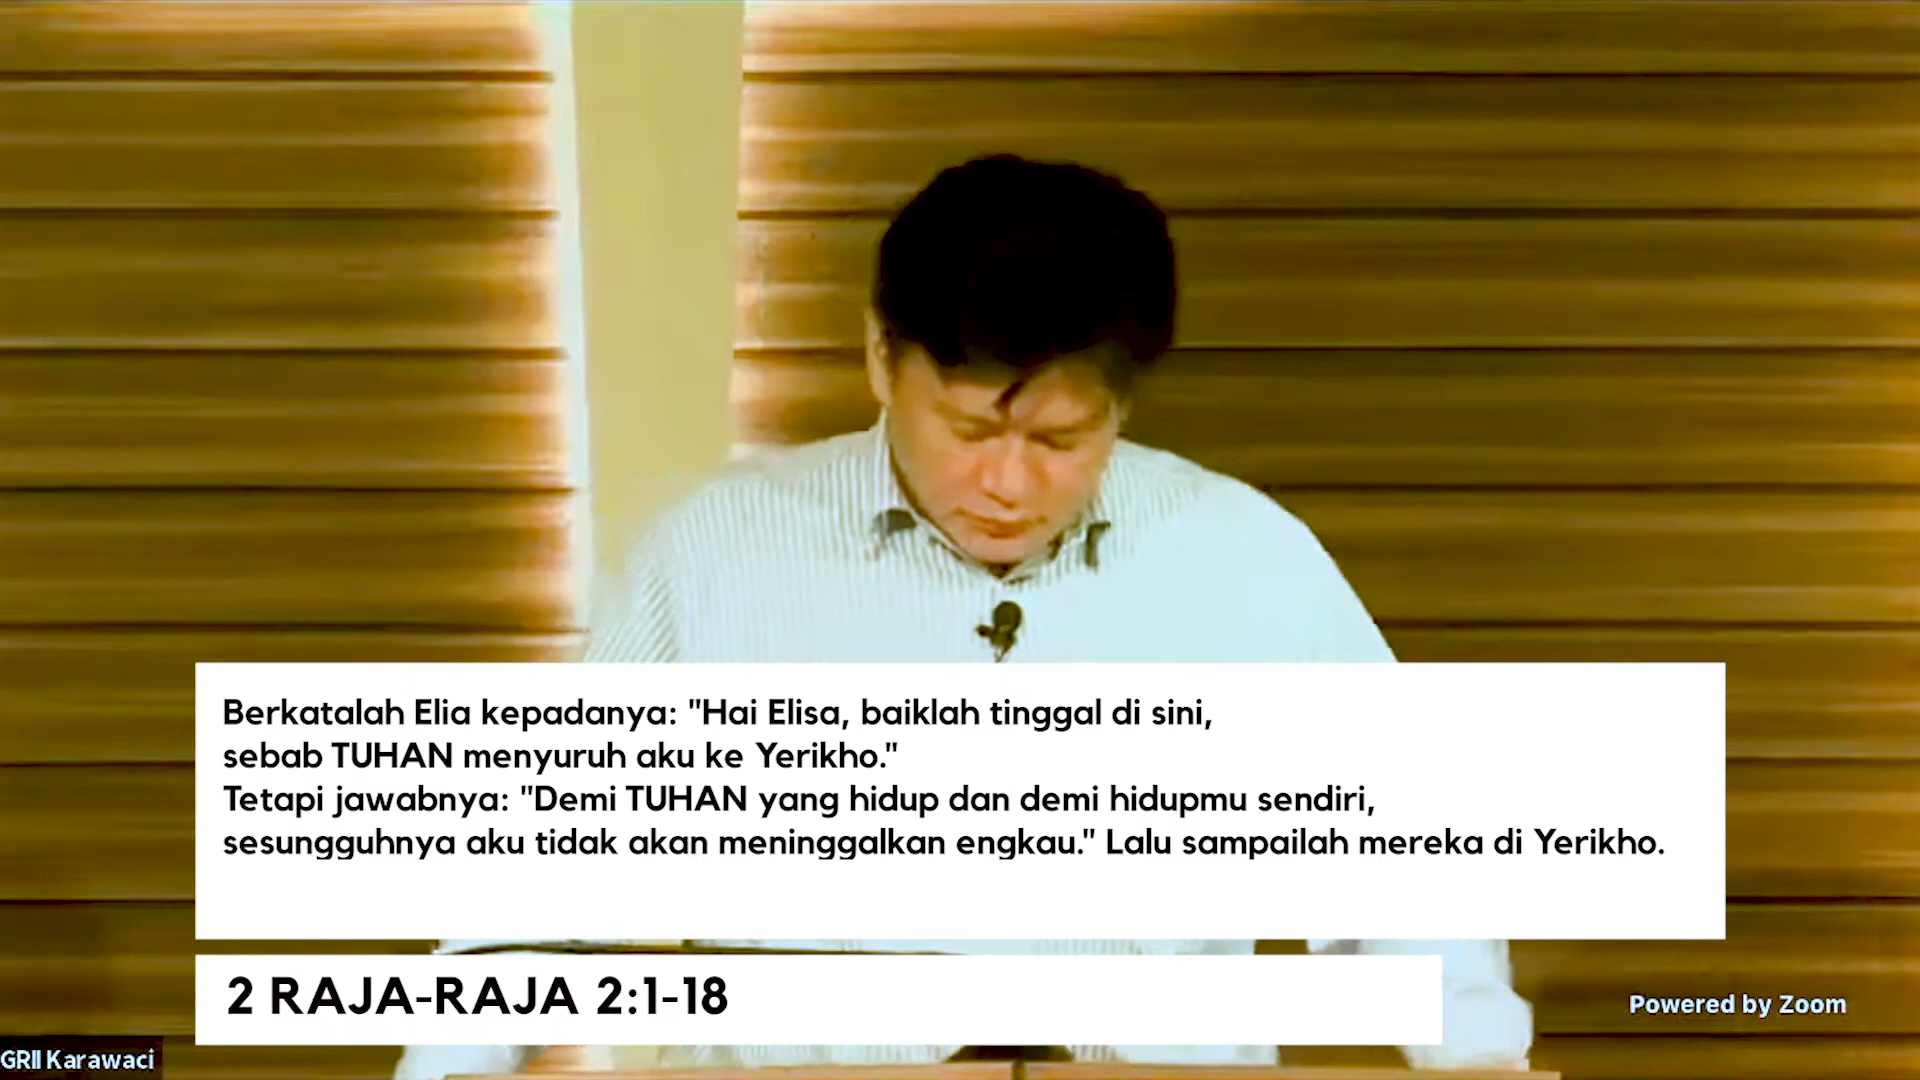 Berkatalah Elia kepadanya: "Hai Elisa, baiklah tinggal di sini,
sebab TUHAN menyuruh aku ke Yerikho."
Tetapi jawabnya: "Demi TUHAN yang hidup dan demi hidupmu sendiri,
sesungguhnya aku tidak akan meninggalkan engkau." Lalu sampailah mereka di Yerikho.
2 RAJA-RAJA 2:1-18
Powered by Zoom
GRII Karawaci